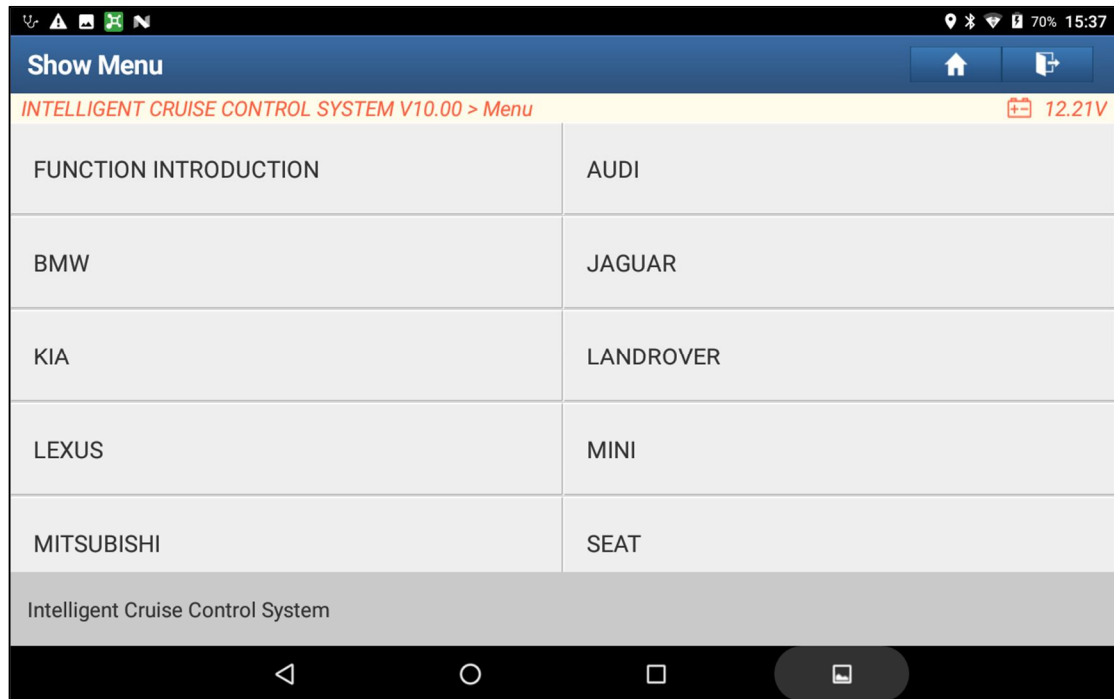 70% 15:37
Show Menu
INTELLIGENT CRUISE CONTROL SYSTEM V10.00 > Menu 12.21V
FUNCTION INTRODUCTION AUDI
BMW JAGUAR
KIA LANDROVER
LEXUS MINI
MITSUBISHI SEAT
Intelligent Cruise Control System